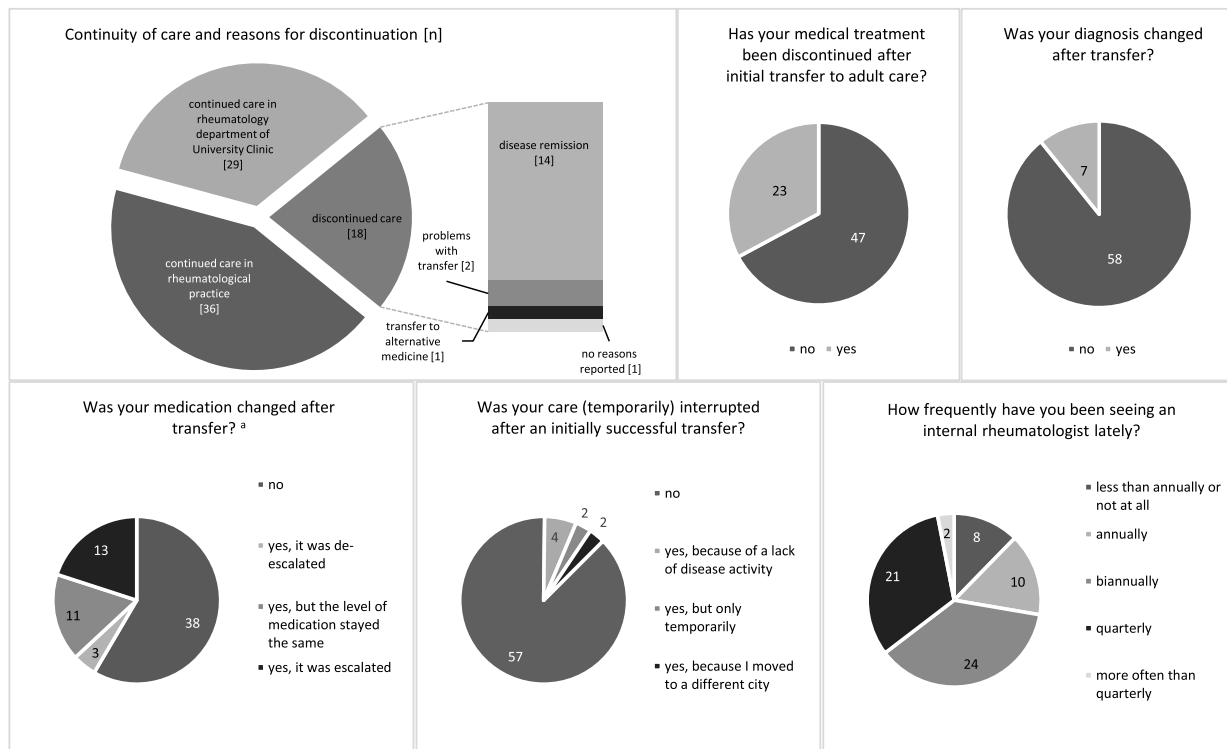 Continuity of care and reasons for discontinuation [n]
continued care in
rheumatology
department of
University Clinic
[29]
discontinued care
[18]
continued care in
rheumatological
practice
[36]
disease remission
[14]
problems
with
transfer [2]
transfer to
alternative
medicine [1]
no reasons
reported [1]
Has your medical treatment
been discontinued after
initial transfer to adult care?
23
47
no
yes
Was your diagnosis changed
after transfer?
7
58
no
yes
Was your medication changed after
transfer? a
13
11
3
38
no
yes, it was de-
escalated
yes, but the level of
medication stayed
the same
yes, it was escalated
Was your care (temporarily) interrupted
after an initially successful transfer?
4
2
2
57
no
yes, because of a lack
of disease activity
yes, but only
temporarily
yes, because I moved
to a different city
How frequently have you been seeing an
internal rheumatologist lately?
2
8
10
21
24
less than annually or
not at all
annually
biannually
quarterly
more often than
quarterly